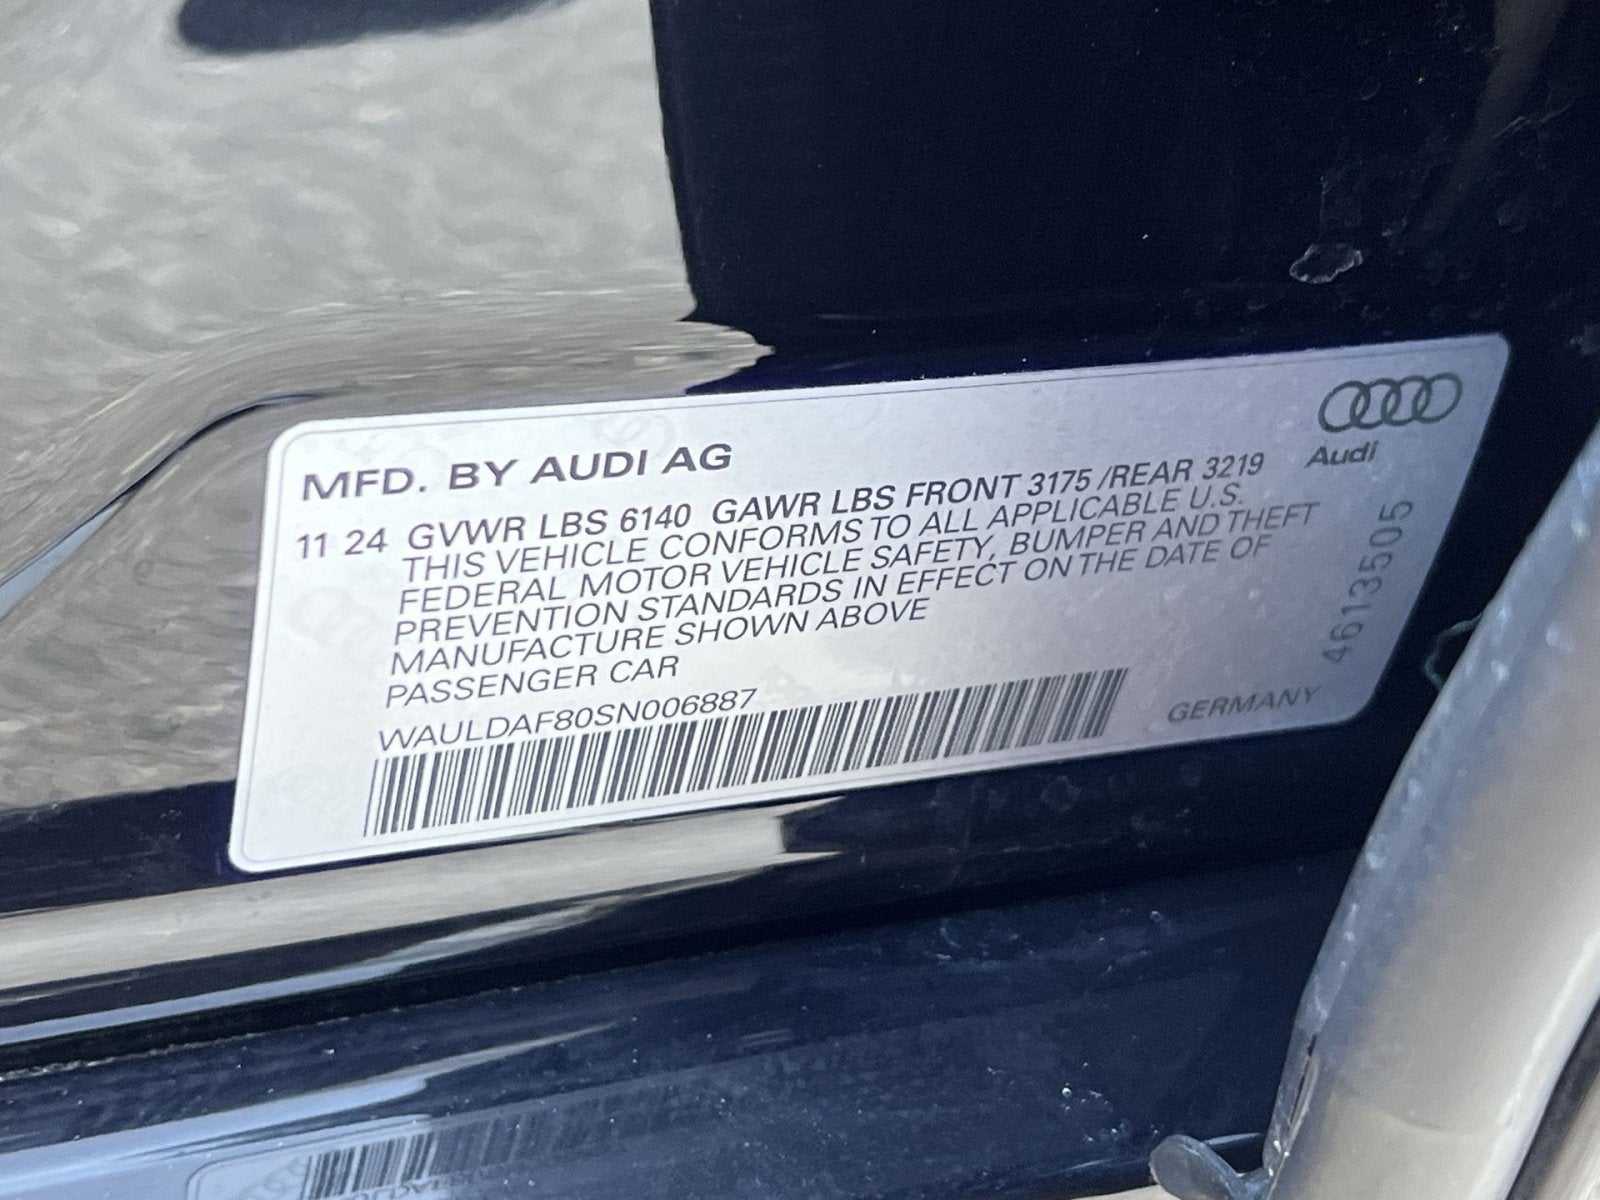 MFD. BY AUDI AG
Audi
11 24 GVWR LBS 6140 GAWR LBS FRONT 3175 /REAR 3219
THIS VEHICLE CONFORMS TO ALL APPLICABLE U.S.
FEDERAL MOTOR VEHICLE SAFETY, BUMPER AND THEFT
PREVENTION STANDARDS IN EFFECT ON THE DATE OF
MANUFACTURE SHOWN ABOVE
PASSENGER CAR
WAULDAF80SN006887
GERMANY
4613505